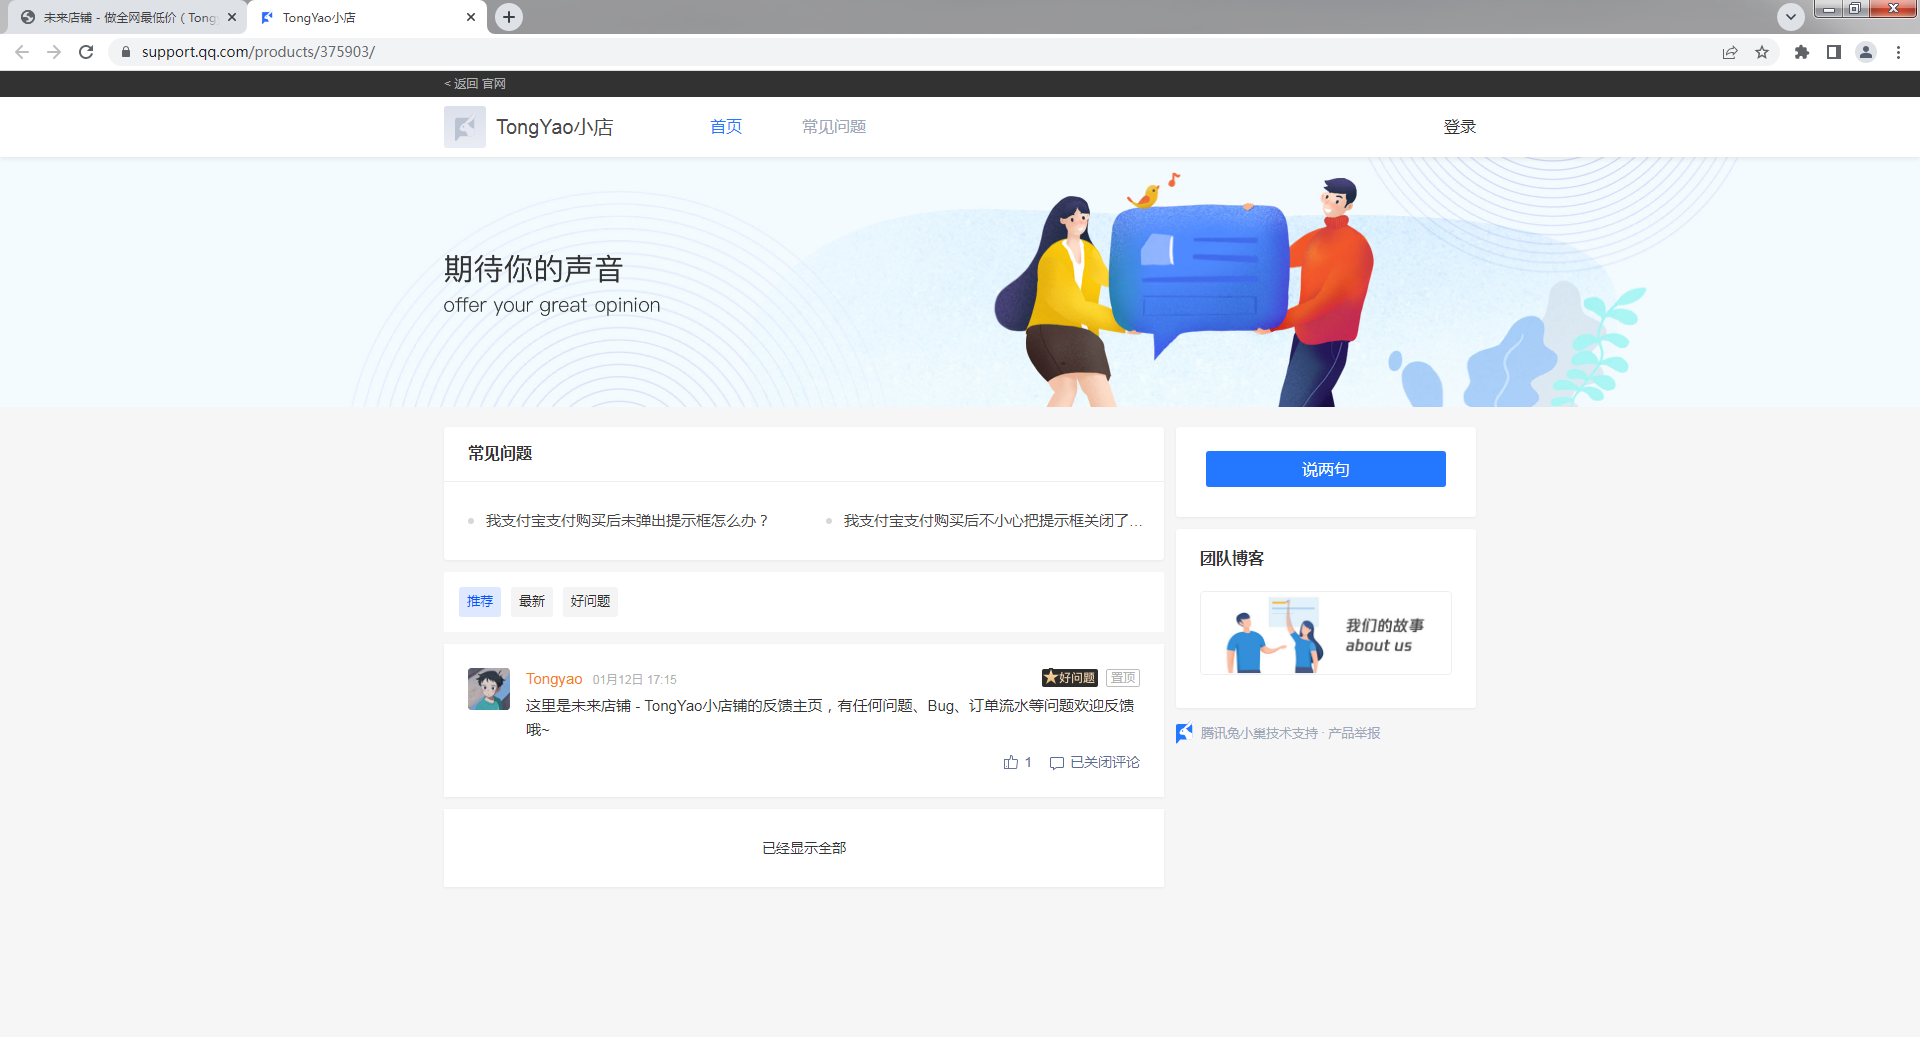 未来店铺 - 做全网最低价 ( Tong
TongYao小店
support.qq.com/products/375903/
< 返回 官网
TongYao小店
首页
常见问题
登录
期待你的声音
offer your great opinion
常见问题
我支付宝支付购买后未弹出提示框怎么办？
我支付宝支付购买后不小心把提示框关闭了...
说两句
团队博客
我们的故事
about us
推荐
最新
好问题
Tongyao
01月12日 17:15
好问题
置顶
这里是未来店铺 - TongYao小店铺的反馈主页，有任何问题、Bug、订单流水等问题欢迎反馈
哦~
1
已关闭评论
腾讯兔小巢技术支持 · 产品举报
已经显示全部